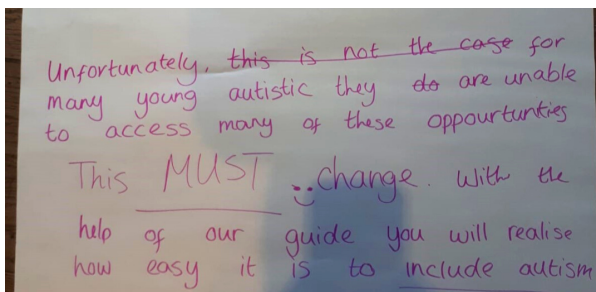 Unfortunately, this is not the case for
many young autistic they do are unable
to access many of these oppourtunties
This MUST change. With the
help of our guide you will realise
how easy it is to include autism